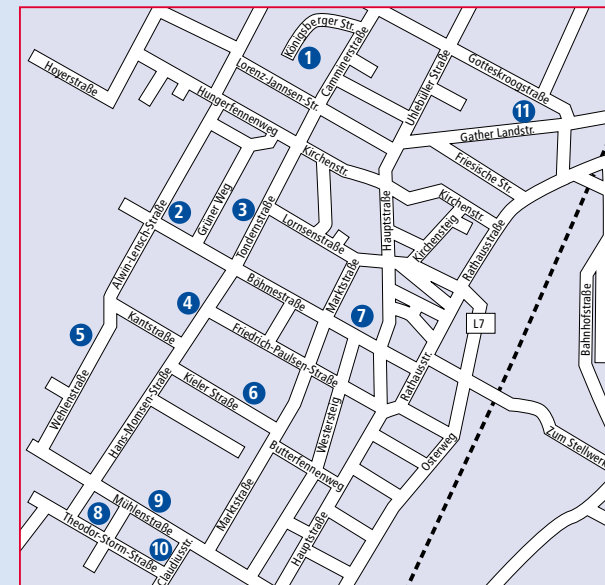 Königsberger Str.
1
Camminerstraße
Hoyerstraße
Lorenz-Jannsen-Str.
Uhlebüller Straße
Gotteskroogstraße
11
Gather Landstr.
Hungerfennenweg
Kirchenstr.
Friesische Str.
Grüner Weg
2
3
Tondernstraße
Lornsenstraße
Hauptstraße
Kirchenstr.
Kirchensteig
Rathausstraße
Alwin-Lensch-Straße
Böhmestraße
Marktstraße
4
7
L7
Bahnhofstraße
5
Kantstraße
Friedrich-Paulsen-Straße
Rathausstr.
Wehlenstraße
Hans-Momsen-Straße
Kieler Straße
6
Westersteig
Osterweg
Zum Stellwerk
Butterfennenweg
Marktstraße
9
8
Mühlenstraße
Theodor-Storm-Straße
10
Claudiusstr.
Hauptstraße